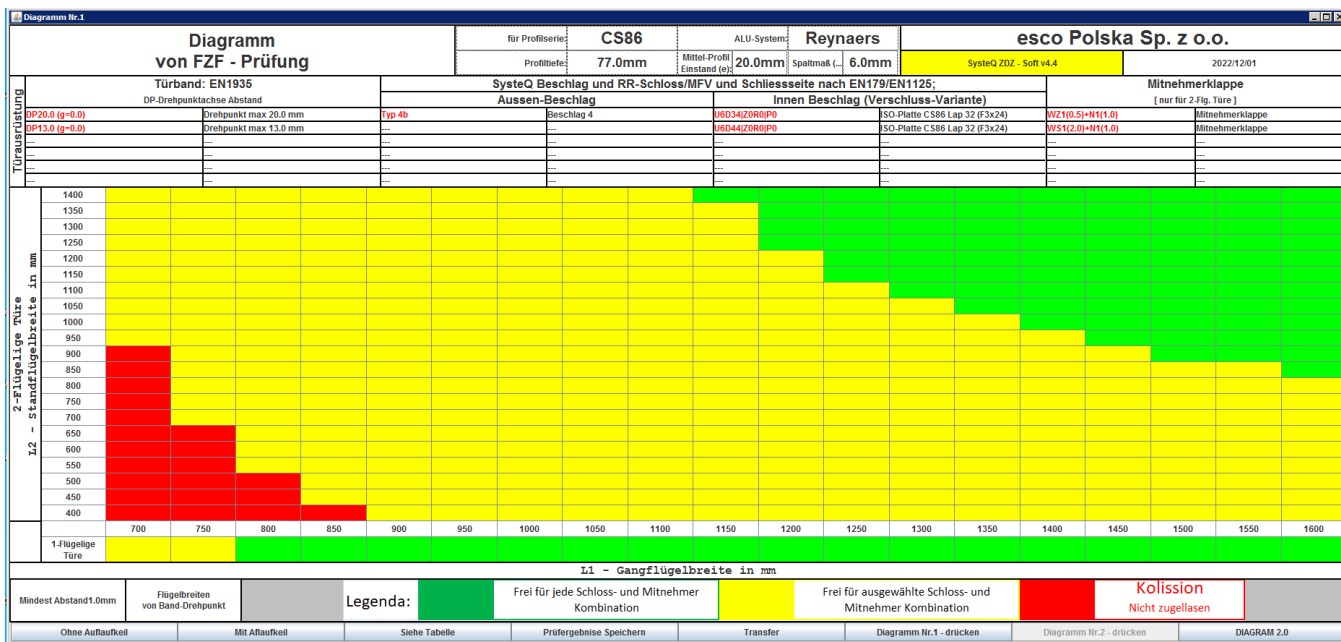 Diagramm Nr.1
Diagramm
von FZF - Prüfung
für Profilserie: CS86 ALU-System: Reynaers
Profiltiefe: 77.0mm Mittel-Profil Einstand (e): 20.0mm Spaltmaß (... 6.0mm
esco Polska Sp. z o.o.
SysteQ ZDZ - Soft v4.4 2022/12/01
Türausrüstung
Türband: EN1935
DP-Drehpunktachse Abstand
SysteQ Beschlag und RR-Schloss/MFV und Schliessseite nach EN179/EN1125;
Aussen-Beschlag Innen Beschlag (Verschluss-Variante)
Mitnehmerklappe
[ nur für 2-Flg. Türe ]
DP20.0 (g=0.0) Drehpunkt max 20.0 mm Typ 4b Beschlag 4 U6D34|Z0R0|P0 ISO-Platte CS86 Lap 32 (F3x24) WZ1(0.5)+N1(1.0) Mitnehmerklappe
DP13.0 (g=0.0) Drehpunkt max 13.0 mm --- --- U6D44|Z0R0|P0 ISO-Platte CS86 Lap 32 (F3x24) WS1(2.0)+N1(1.0) Mitnehmerklappe
--- --- --- --- --- --- --- ---
--- --- --- --- --- --- --- ---
--- --- --- --- --- --- --- ---
--- --- --- --- --- --- --- ---
2-Flügelige Türe
L2 - Standflügelbreite in mm
1400
1350
1300
1250
1200
1150
1100
1050
1000
950
900
850
800
750
700
650
600
550
500
450
400
700 750 800 850 900 950 1000 1050 1100 1150 1200 1250 1300 1350 1400 1450 1500 1550 1600
1-Flügelige
Türe
L1 - Gangflügelbreite in mm
Mindest Abstand1.0mm
Flügelbreiten
von Band-Drehpunkt
Legenda:
Frei für jede Schloss- und Mitnehmer
Kombination
Frei für ausgewählte Schloss- und
Mitnehmer Kombination
Kolission
Nicht zugellasen
Ohne Auflaufkeil Mit Aflaufkeil Siehe Tabelle Prüfergebnise Speichern Transfer Diagramm Nr.1 - drücken Diagramm Nr.2 - drücken DIAGRAM 2.0